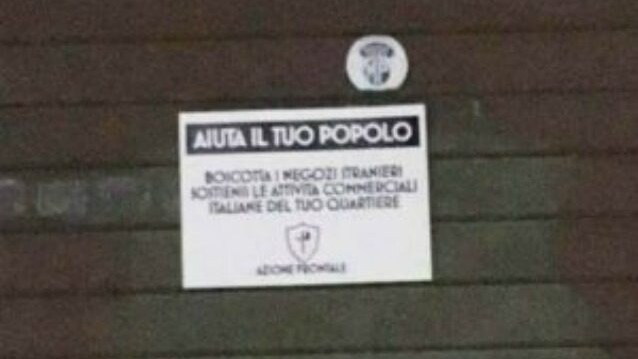 AIUTA IL TUO POPOLO
BOICOTTA I NEGOZI STRANIERI
SOSTIENI LE ATTIVITÀ COMMERCIALI
ITALIANE DEL TUO QUARTIERE
AZIONE FRONTALE